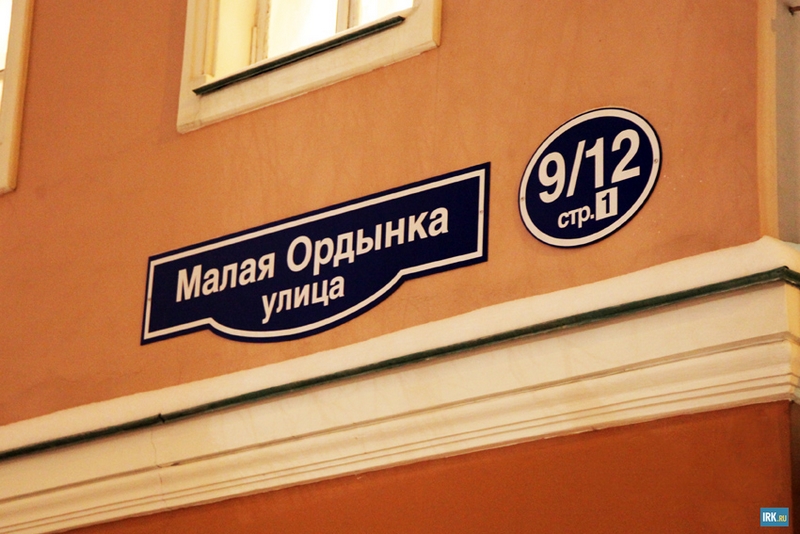 Малая Ордынка
улица
9/12
стр. 1
IRK.RU